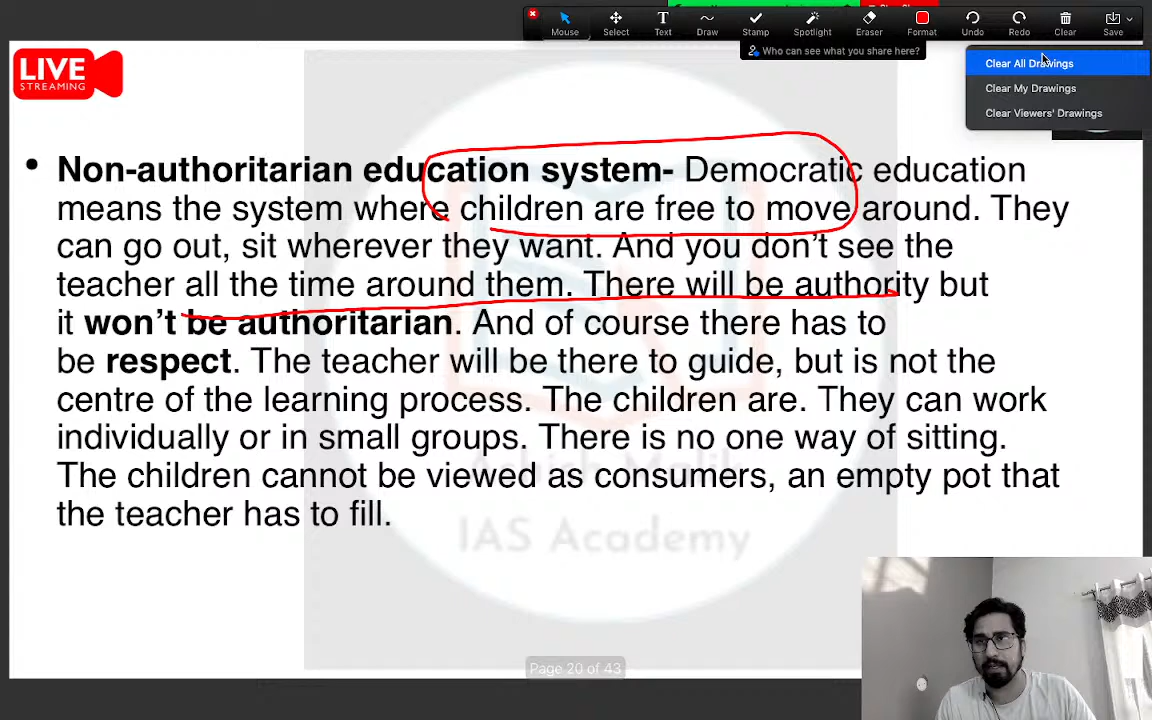 Mouse Select Text Draw Stamp Spotlight Eraser Format Undo Redo Clear Save
Who can see what you share here?
Clear All Drawings
Clear My Drawings
Clear Viewers' Drawings
LIVE
STREAMING
• Non-authoritarian education system- Democratic education
means the system where children are free to move around. They
can go out, sit wherever they want. And you don't see the
teacher all the time around them. There will be authority but
it won't be authoritarian. And of course there has to
be respect. The teacher will be there to guide, but is not the
centre of the learning process. The children are. They can work
individually or in small groups. There is no one way of sitting.
The children cannot be viewed as consumers, an empty pot that
the teacher has to fill.
IAS Academy
Page 20 of 43